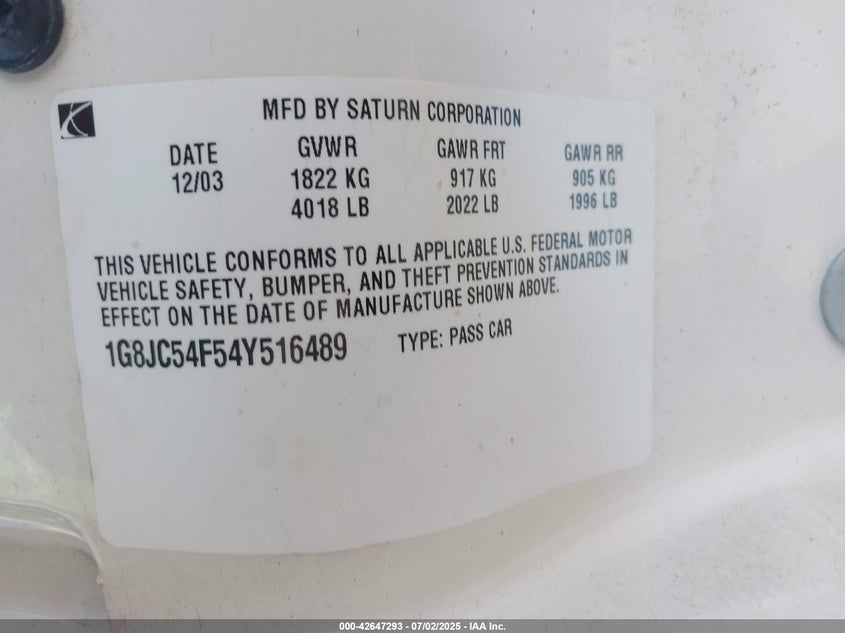 MFD BY SATURN CORPORATION
DATE GVWR GAWR FRT GAWR RR
12/03 1822 KG 917 KG 905 KG
4018 LB 2022 LB 1996 LB
THIS VEHICLE CONFORMS TO ALL APPLICABLE U.S. FEDERAL MOTOR
VEHICLE SAFETY, BUMPER, AND THEFT PREVENTION STANDARDS IN
EFFECT ON THE DATE OF MANUFACTURE SHOWN ABOVE.
1G8JC54F54Y516489 TYPE: PASS CAR
000-42647293 - 07/02/2025 - IAA Inc.